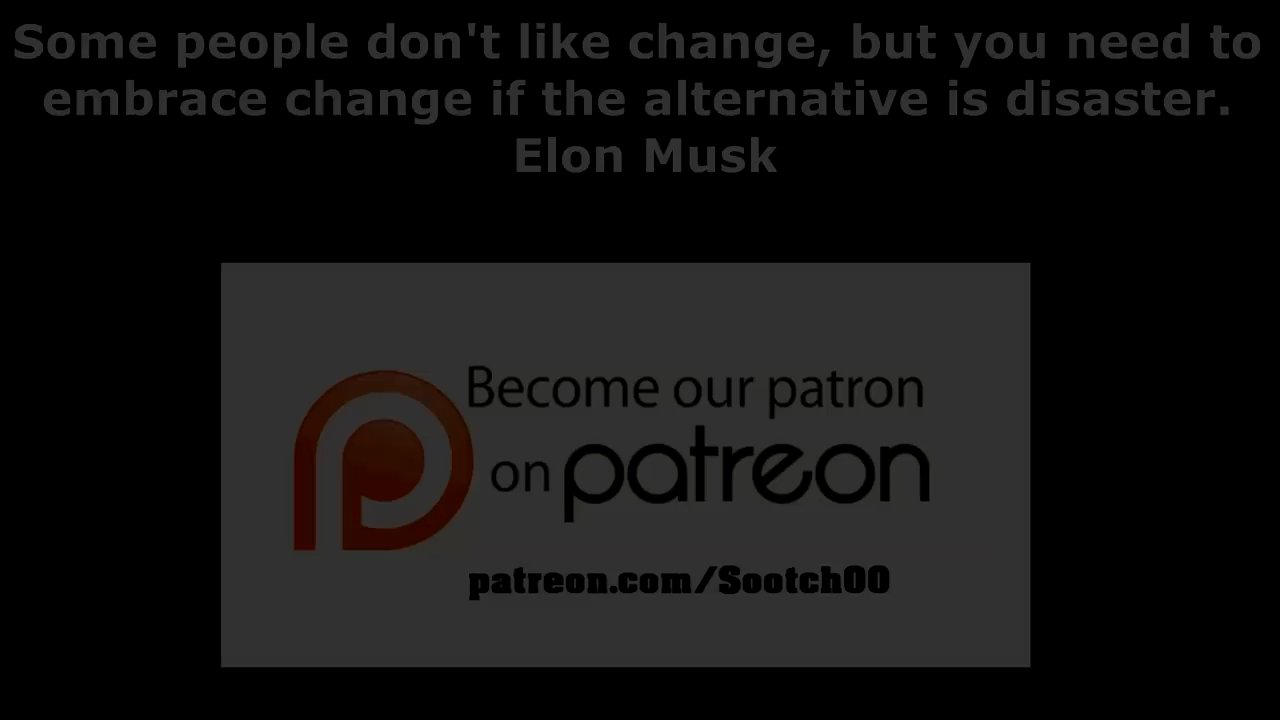 Some people don't like change, but you need to
embrace change if the alternative is disaster.
Elon Musk
Become our patron
on patreon
patreon.com/Sootch00